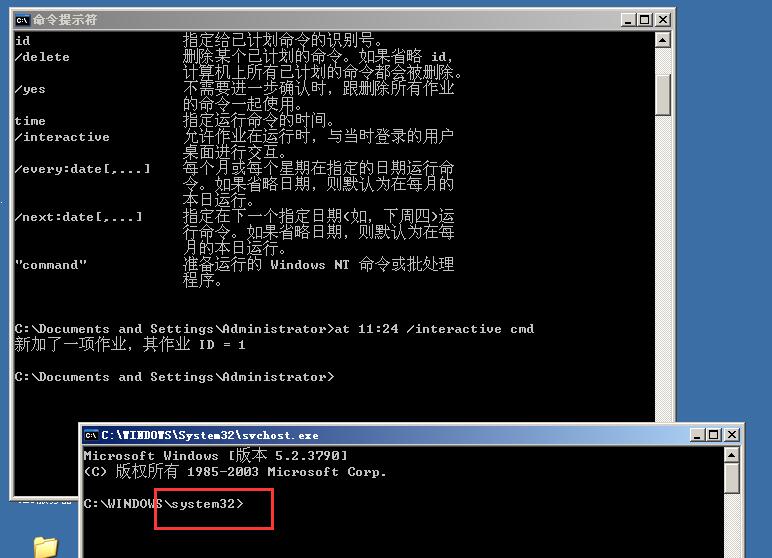 命令提示符
id 指定给已计划命令的识别号。
/delete 删除某个已计划的命令。如果省略 id,
计算机上所有已计划的命令都会被删除。
/yes 不需要进一步确认时，跟删除所有作业
的命令一起使用。
time 指定运行命令的时间。
/interactive 允许作业在运行时，与当时登录的用户
桌面进行交互。
/every:date[,...] 每个月或每个星期在指定的日期运行命
令。如果省略日期，则默认为在每月的
本日运行。
/next:date[,...] 指定在下一个指定日期<如，下周四>运
行命令。如果省略日期，则默认为在每
月的本日运行。
"command" 准备运行的 Windows NT 命令或批处理
程序。
C:\Documents and Settings\Administrator>at 11:24 /interactive cmd
新加了一项作业，其作业 ID = 1
C:\Documents and Settings\Administrator>
C:\WINDOWS\System32\svchost.exe
Microsoft Windows [版本 5.2.3790]
(C) 版权所有 1985-2003 Microsoft Corp.
C:\WINDOWS\system32>